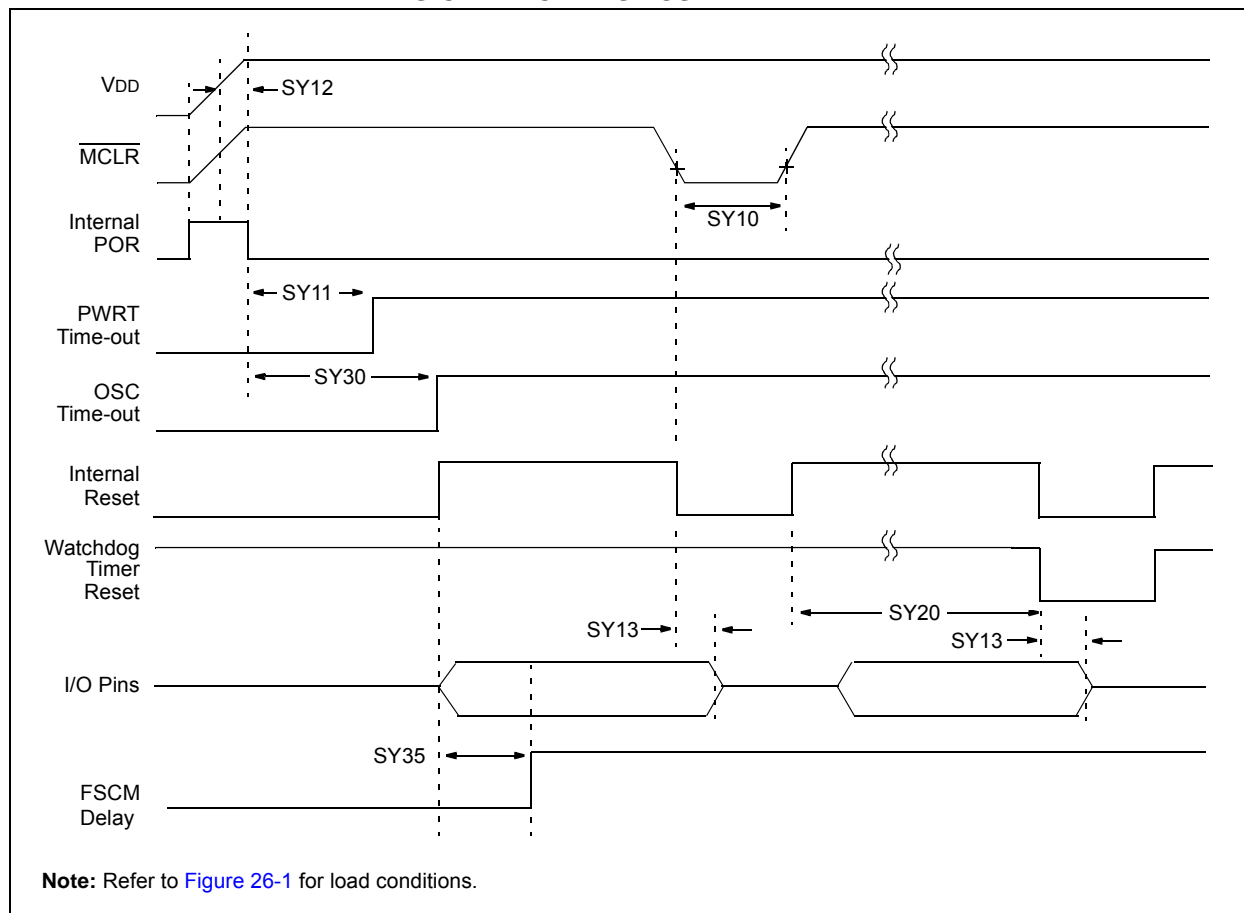 VDD
SY12
MCLR
SY10
Internal
POR
SY11
PWRT
Time-out
SY30
OSC
Time-out
Internal
Reset
Watchdog
Timer
Reset
SY20
SY13
SY13
I/O Pins
SY35
FSCM
Delay
Note: Refer to Figure 26-1 for load conditions.